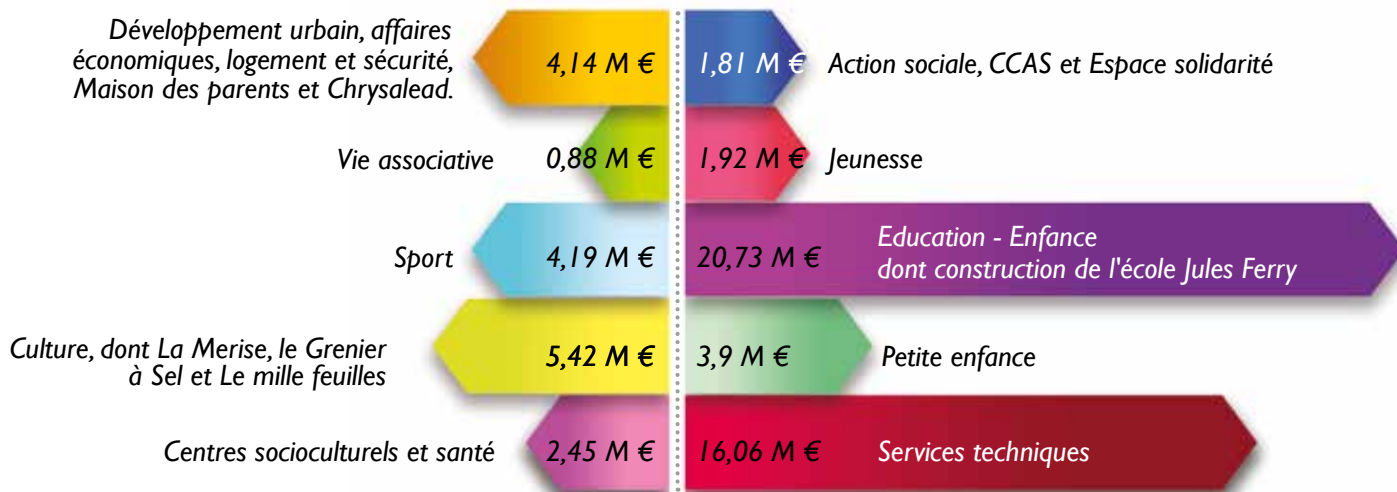 Développement urbain, affaires
économiques, logement et sécurité,
Maison des parents et Chrysalead.
4,14 M €
1,81 M €
Action sociale, CCAS et Espace solidarité
Vie associative
0,88 M €
1,92 M €
Jeunesse
Sport
4,19 M €
20,73 M €
Education - Enfance
dont construction de l'école Jules Ferry
Culture, dont La Merise, le Grenier
à Sel et Le mille feuilles
5,42 M €
3,9 M €
Petite enfance
Centres socioculturels et santé
2,45 M €
16,06 M €
Services techniques